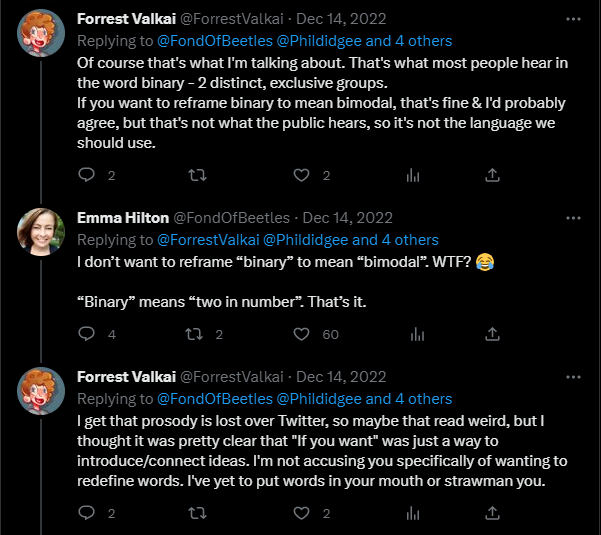 Forrest Valkai @ForrestValkai · Dec 14, 2022
Replying to @FondOfBeetles @Phildidgee and 4 others
Of course that's what I'm talking about. That's what most people hear in
the word binary - 2 distinct, exclusive groups.
If you want to reframe binary to mean bimodal, that's fine & I'd probably
agree, but that's not what the public hears, so it's not the language we
should use.
2 2
Emma Hilton @FondOfBeetles · Dec 14, 2022
Replying to @ForrestValkai @Phildidgee and 4 others
I don’t want to reframe “binary” to mean “bimodal”. WTF? 😂
“Binary” means “two in number”. That’s it.
4 2 60
Forrest Valkai @ForrestValkai · Dec 14, 2022
Replying to @FondOfBeetles @Phildidgee and 4 others
I get that prosody is lost over Twitter, so maybe that read weird, but I
thought it was pretty clear that "If you want" was just a way to
introduce/connect ideas. I'm not accusing you specifically of wanting to
redefine words. I've yet to put words in your mouth or strawman you.
2 2